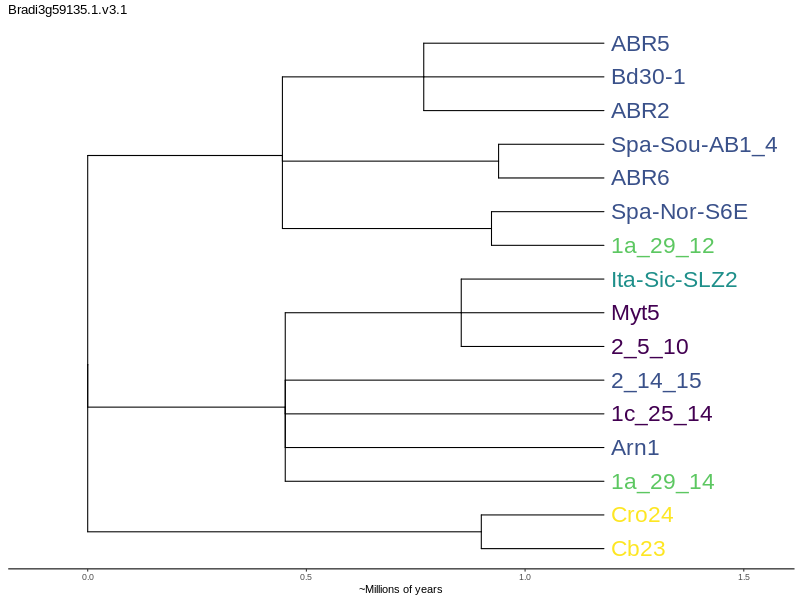 Bradi3g59135.1.v3.1
ABR5
Bd30-1
ABR2
Spa-Sou-AB1_4
ABR6
Spa-Nor-S6E
1a_29_12
Ita-Sic-SLZ2
Myt5
2_5_10
2_14_15
1c_25_14
Arn1
1a_29_14
Cro24
Cb23
0.0 0.5 1.0 1.5
~Millions of years